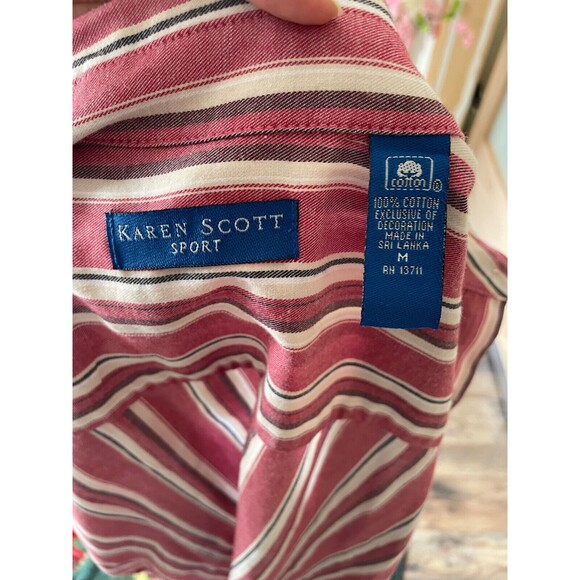 KAREN SCOTT
SPORT
cotton®
100% COTTON
EXCLUSIVE OF
DECORATION
MADE IN
SRI LANKA
M
RN 13711